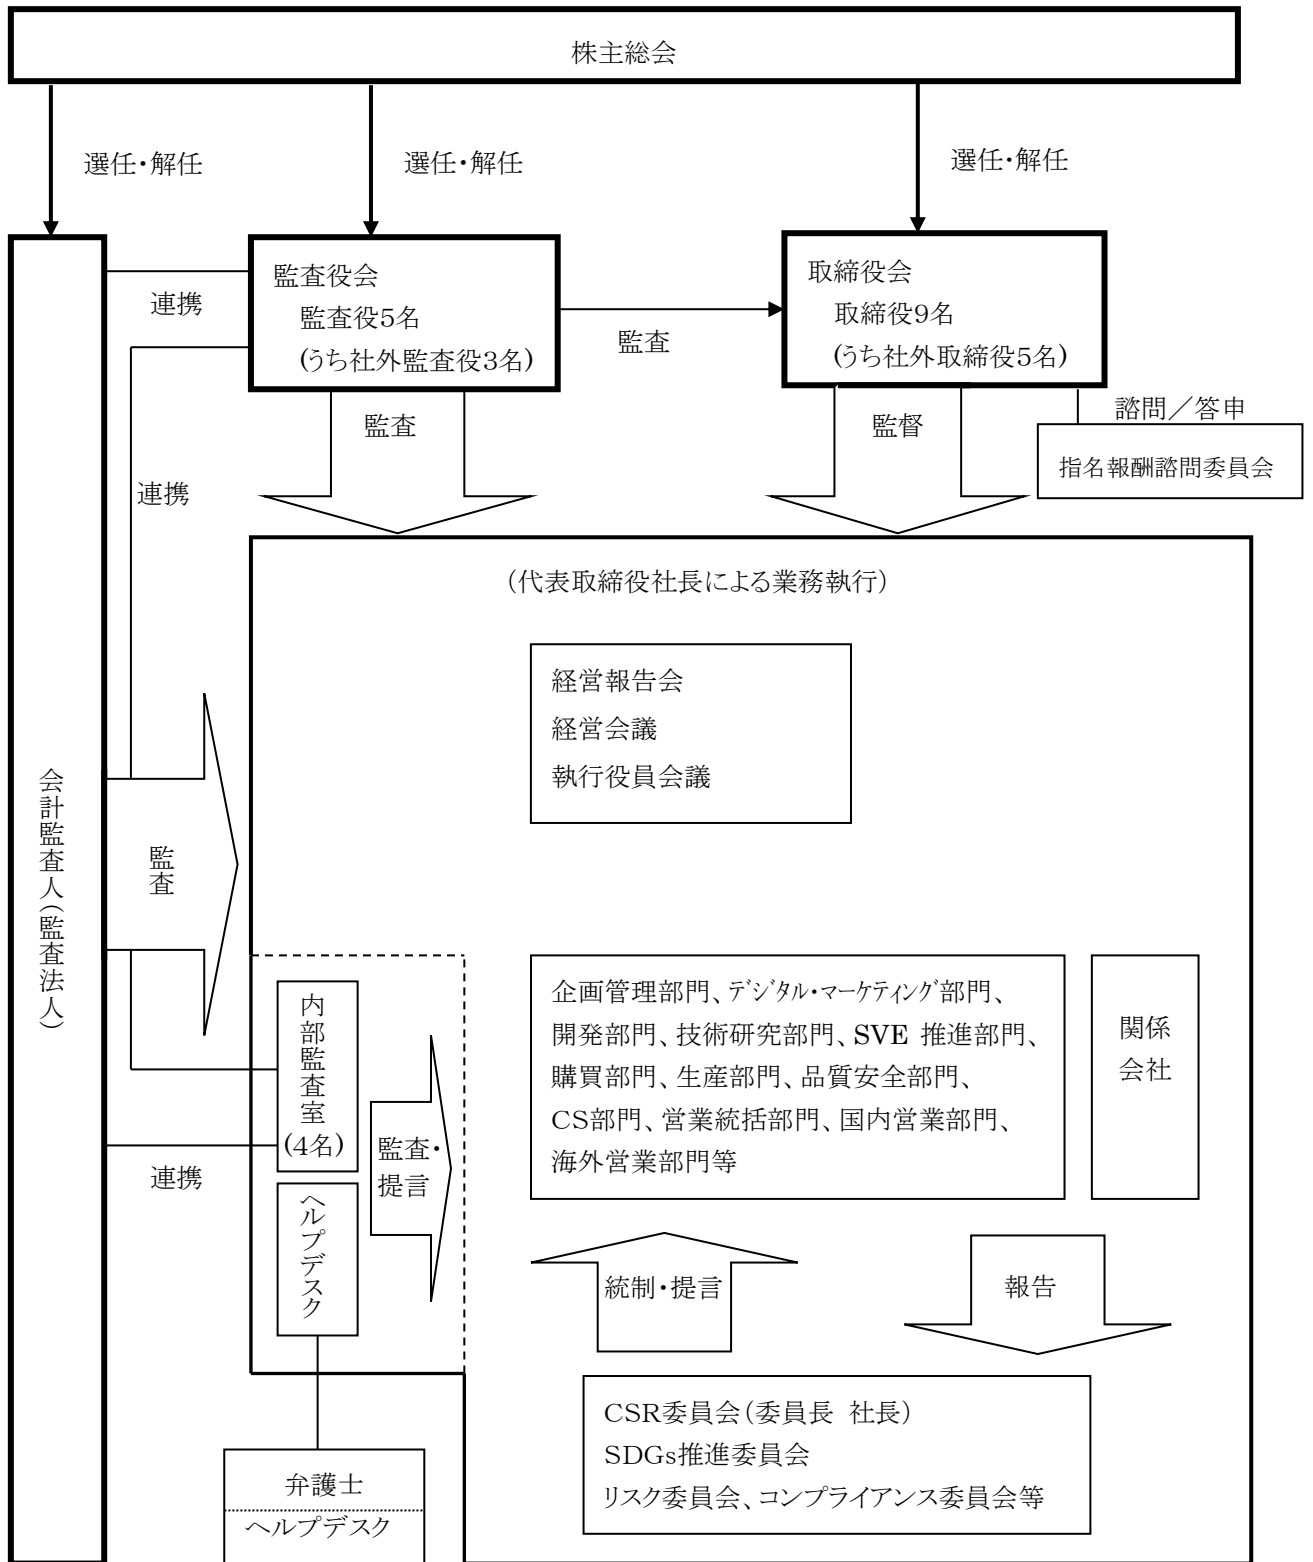 株主総会
選任・解任
選任・解任
選任・解任
監査役会
監査役5名
(うち社外監査役3名)
取締役会
取締役9名
(うち社外取締役5名)
連携
監査
監査
監督
諮問／答申
指名報酬諮問委員会
連携
(代表取締役社長による業務執行)
経営報告会
経営会議
執行役員会議
会計監査人(監査法人)
監査
内部監査室
(4名)
監査・
提言
企画管理部門、デジタル・マーケティング部門、
開発部門、技術研究部門、SVE 推進部門、
購買部門、生産部門、品質安全部門、
CS部門、営業統括部門、国内営業部門、
海外営業部門等
関係
会社
連携
ヘルプデスク
統制・提言
報告
CSR委員会(委員長 社長)
SDGs推進委員会
リスク委員会、コンプライアンス委員会等
弁護士
ヘルプデスク